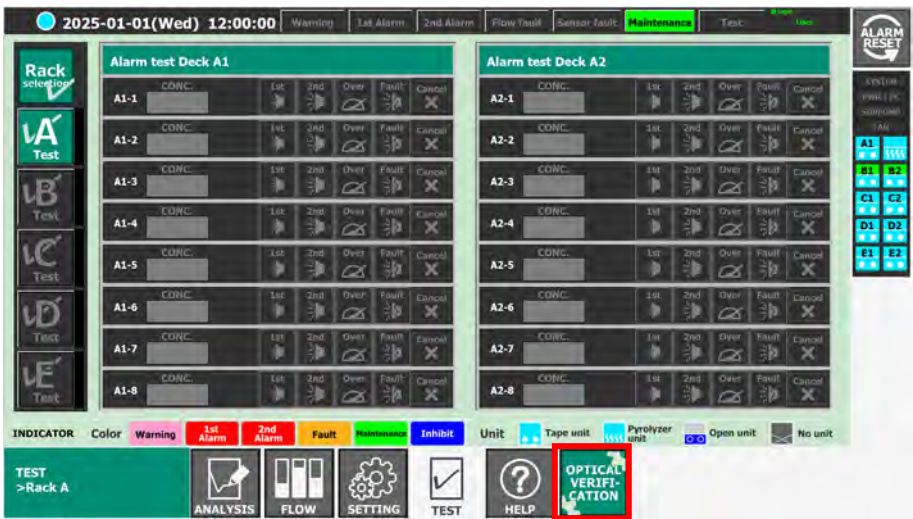 2025-01-01(Wed) 12:00:00 Warning 1st Alarm 2nd Alarm Flow fault Sensor fault Maintenance Test
ALARM
RESET
Rack
selection
A
Test
B
Test
C
Test
D
Test
E
Test
Alarm test Deck A1
A1-1 CONC. 1st 2nd Over Fault Cancel
A1-2 CONC. 1st 2nd Over Fault Cancel
A1-3 CONC. 1st 2nd Over Fault Cancel
A1-4 CONC. 1st 2nd Over Fault Cancel
A1-5 CONC. 1st 2nd Over Fault Cancel
A1-6 CONC. 1st 2nd Over Fault Cancel
A1-7 CONC. 1st 2nd Over Fault Cancel
A1-8 CONC. 1st 2nd Over Fault Cancel
Alarm test Deck A2
A2-1 CONC. 1st 2nd Over Fault Cancel
A2-2 CONC. 1st 2nd Over Fault Cancel
A2-3 CONC. 1st 2nd Over Fault Cancel
A2-4 CONC. 1st 2nd Over Fault Cancel
A2-5 CONC. 1st 2nd Over Fault Cancel
A2-6 CONC. 1st 2nd Over Fault Cancel
A2-7 CONC. 1st 2nd Over Fault Cancel
A2-8 CONC. 1st 2nd Over Fault Cancel
SYSTEM
A1
B1 B2
C1 C2
D1 D2
E1 E2
INDICATOR Color Warning 1st Alarm 2nd Alarm Fault Maintenance Inhibit Unit Tape unit Pyrolyzer unit Open unit No unit
TEST
>Rack A
ANALYSIS
FLOW
SETTING
TEST
HELP
OPTICAL
VERIFI-
CATION